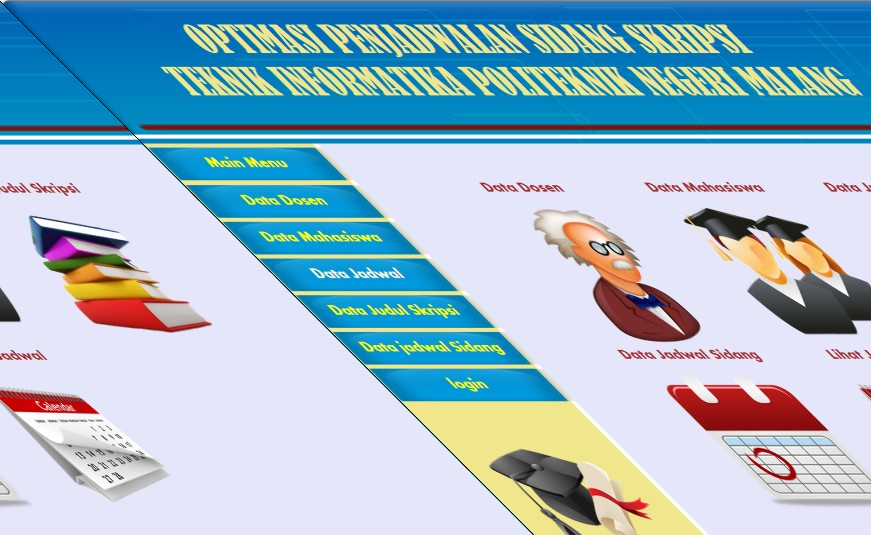 OPTIMASI PENJADWALAN SIDANG SKRIPSI
TEKNIK INFORMATIKA POLITEKNIK NEGERI MALANG
Main Menu
Data Dosen
Data Mahasiswa
Data Jadwal
Data Judul Skripsi
Data jadwal Sidang
login
Data Dosen
Data Mahasiswa
Data J
Data Jadwal Sidang
Lihat J
udul Skripsi
adwal
Calendar